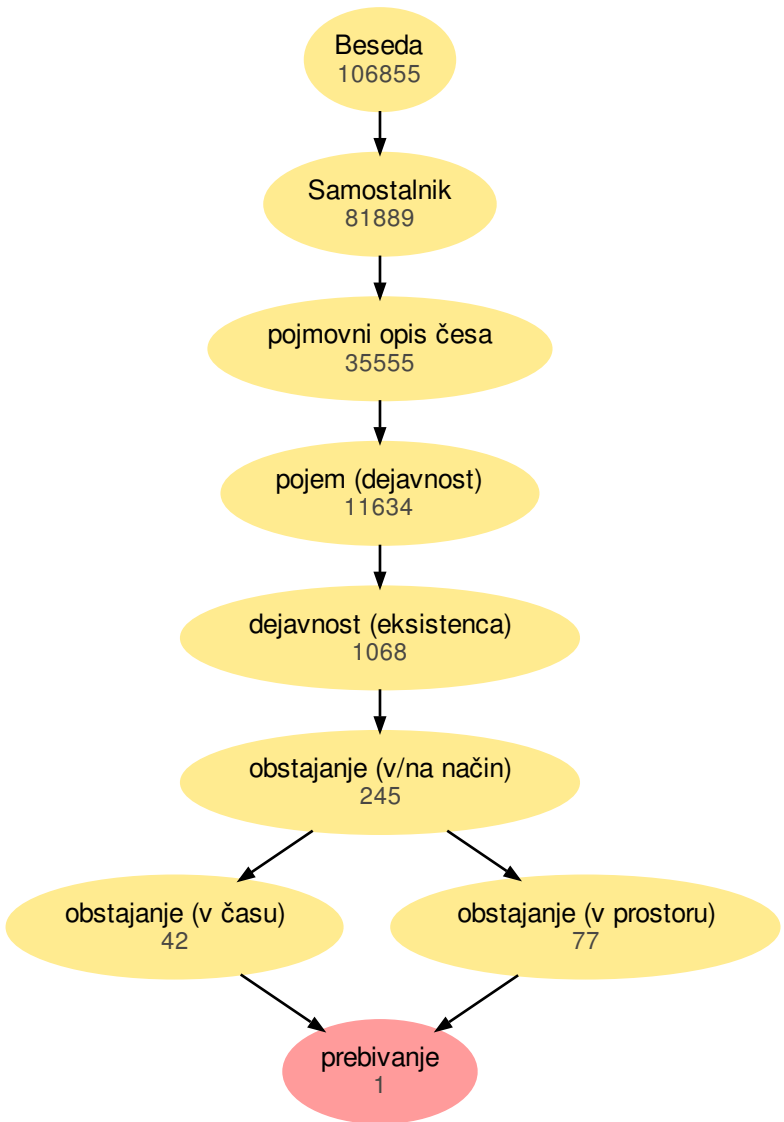 Beseda
106855
Samostalnik
81889
pojmovni opis česa
35555
pojem (dejavnost)
11634
dejavnost (eksistenca)
1068
obstajanje (v/na način)
245
obstajanje (v času)
42
obstajanje (v prostoru)
77
prebivanje
1